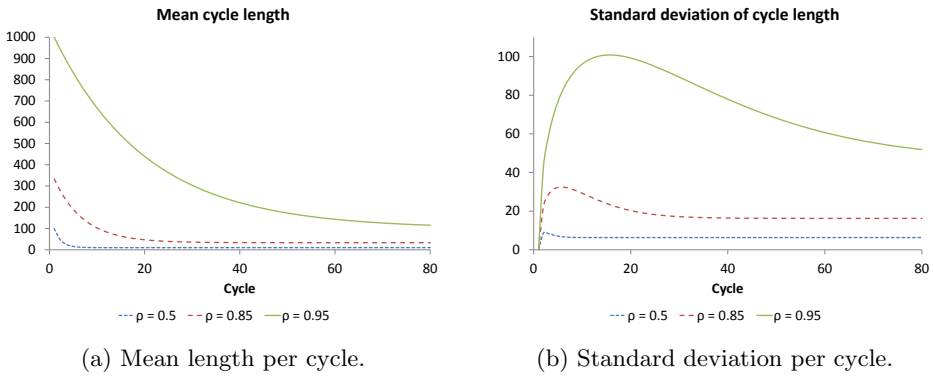 Mean cycle length
1000
900
800
700
600
500
400
300
200
100
0
0 20 40 60 80
Cycle
ρ = 0.5 ρ = 0.85 ρ = 0.95
(a) Mean length per cycle.
Standard deviation of cycle length
100
80
60
40
20
0
0 20 40 60 80
Cycle
ρ = 0.5 ρ = 0.85 ρ = 0.95
(b) Standard deviation per cycle.